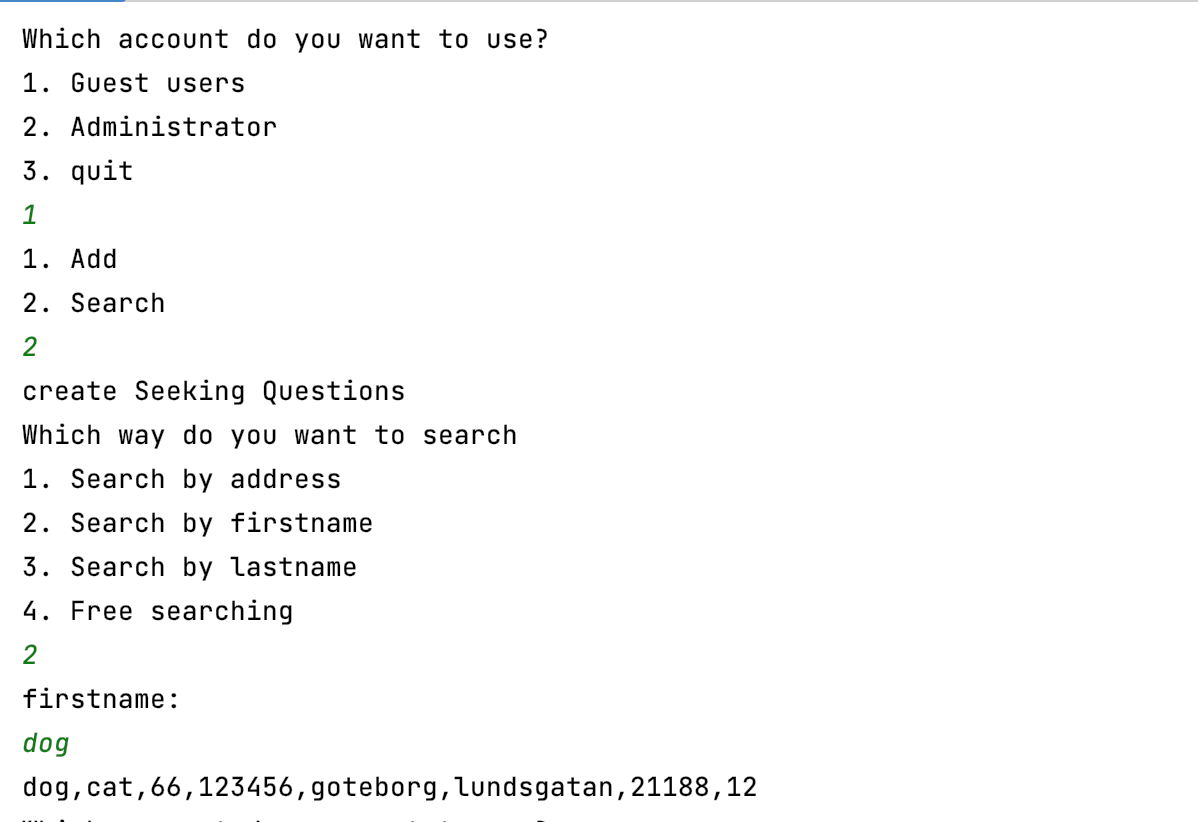 Which account do you want to use?
1. Guest users
2. Administrator
3. quit
1
1. Add
2. Search
2
create Seeking Questions
Which way do you want to search
1. Search by address
2. Search by firstname
3. Search by lastname
4. Free searching
2
firstname:
dog
dog,cat,66,123456,goteborg,lundsgatan,21188,12